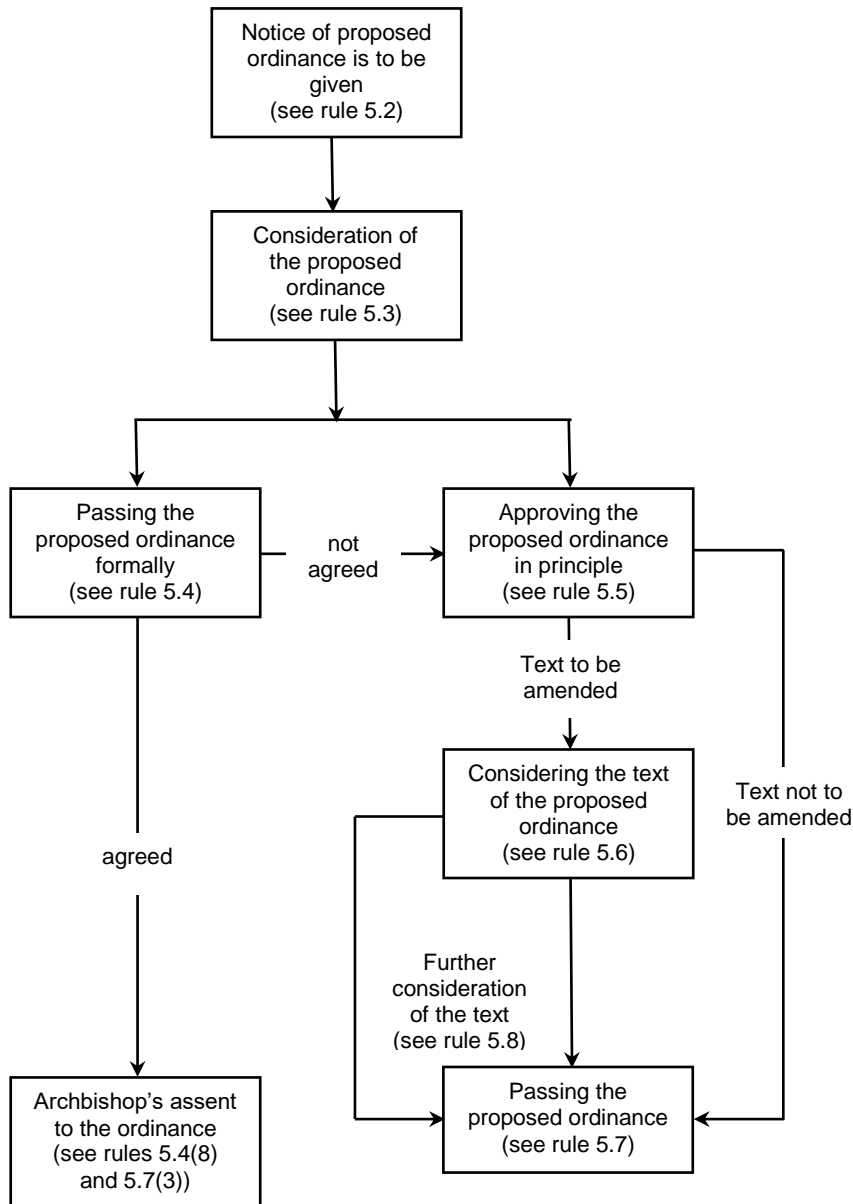 Notice of proposed
ordinance is to be
given
(see rule 5.2)
Consideration of
the proposed
ordinance
(see rule 5.3)
Passing the
proposed ordinance
formally
(see rule 5.4)
not
agreed
Approving the
proposed ordinance
in principle
(see rule 5.5)
Text to be
amended
Considering the text
of the proposed
ordinance
(see rule 5.6)
Text not to
be amended
agreed
Further
consideration
of the text
(see rule 5.8)
Archbishop’s assent
to the ordinance
(see rules 5.4(8)
and 5.7(3))
Passing the
proposed ordinance
(see rule 5.7)